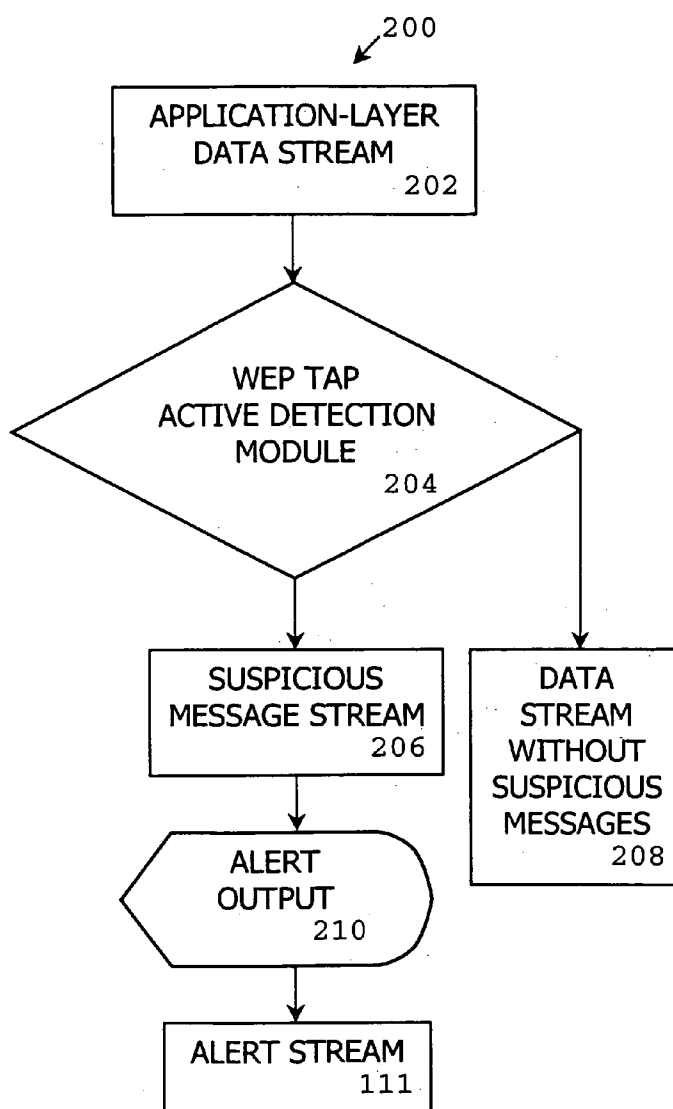 200
APPLICATION-LAYER
DATA STREAM
202
WEP TAP
ACTIVE DETECTION
MODULE
204
SUSPICIOUS
MESSAGE STREAM
206
DATA
STREAM
WITHOUT
SUSPICIOUS
MESSAGES
208
ALERT
OUTPUT
210
ALERT STREAM
111